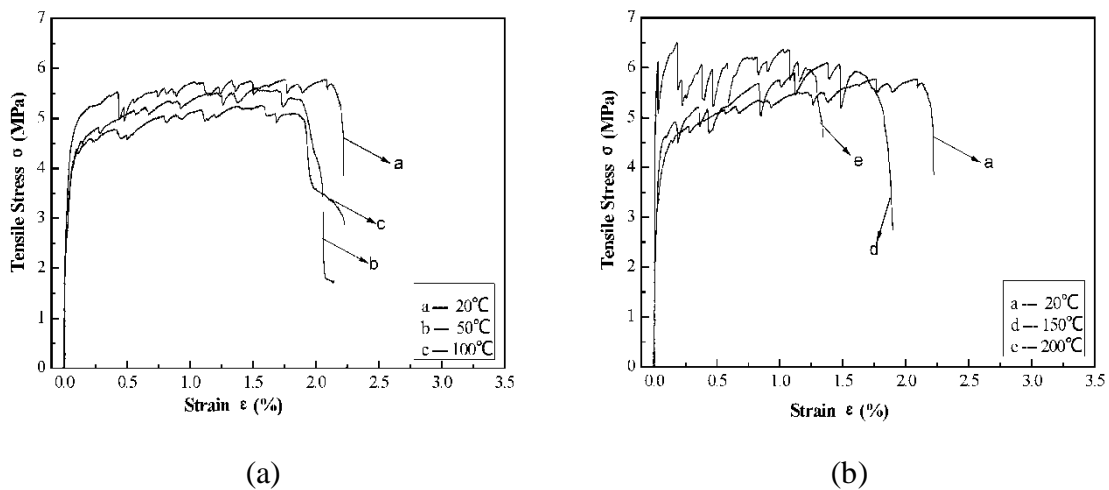 7
6
5
4
3
2
1
0
Tensile Stress σ (MPa)
a
c
b
a — 20℃
b — 50℃
c — 100℃
0.0 0.5 1.0 1.5 2.0 2.5 3.0 3.5
Strain ε (%)
(a)
7
6
5
4
3
2
1
0
Tensile Stress σ (MPa)
e
a
d
a --- 20℃
d --- 150℃
e --- 200℃
0.0 0.5 1.0 1.5 2.0 2.5 3.0 3.5
Strain ε (%)
(b)